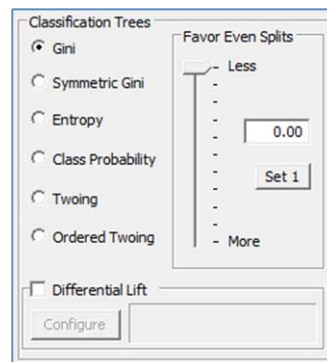 Classification Trees
Gini
Symmetric Gini
Entropy
Class Probability
Twoing
Ordered Twoing
Favor Even Splits
Less
0.00
Set 1
More
Differential Lift
Configure